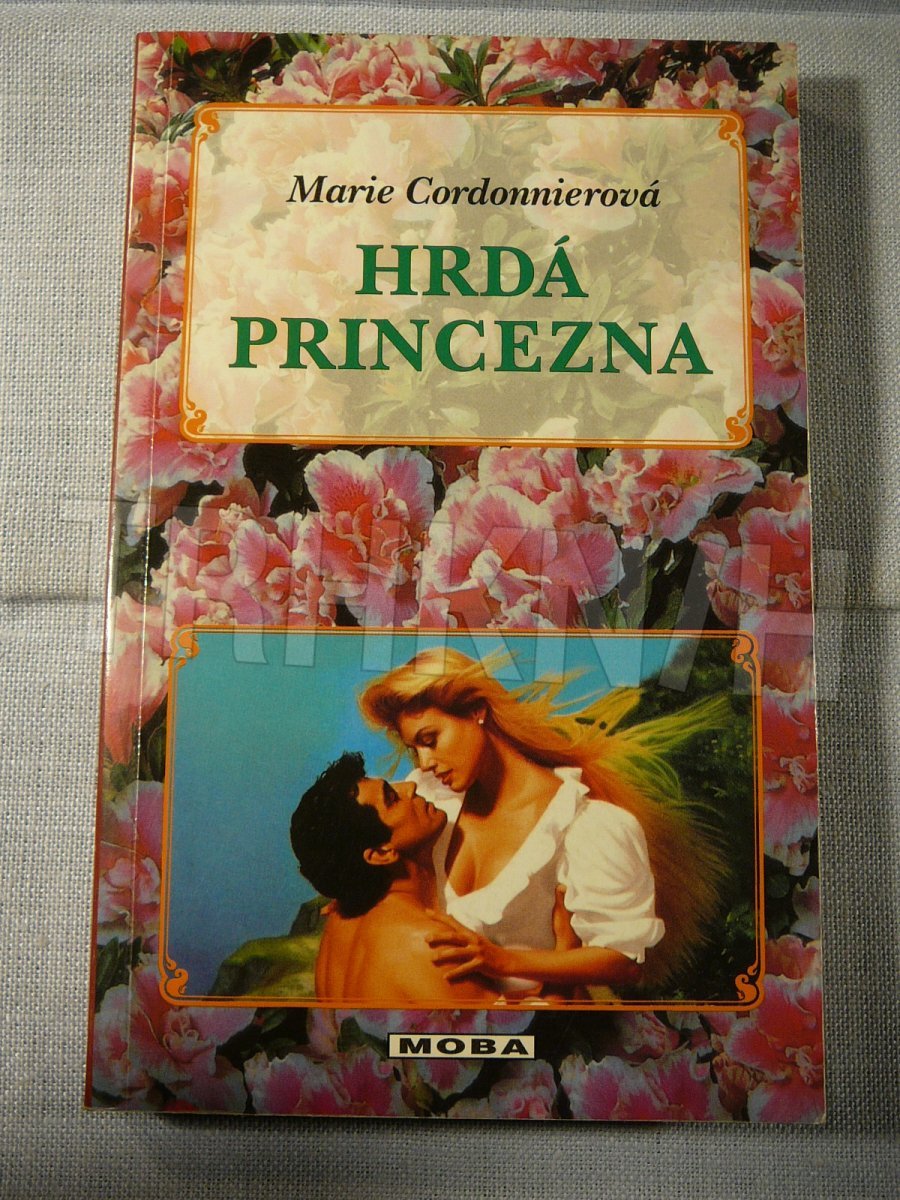 Marie Cordonnierová
HRDÁ
PRINCEZNA
MOBA